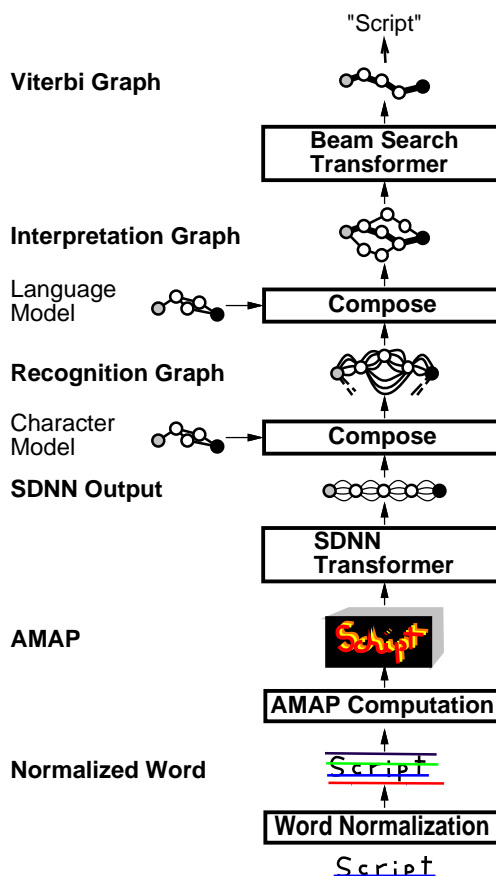 "Script"
Viterbi Graph
Beam Search
Transformer
Interpretation Graph
Language
Model
Compose
Recognition Graph
Character
Model
Compose
SDNN Output
SDNN
Transformer
AMAP
Script
AMAP Computation
Normalized Word
Script
Word Normalization
Script